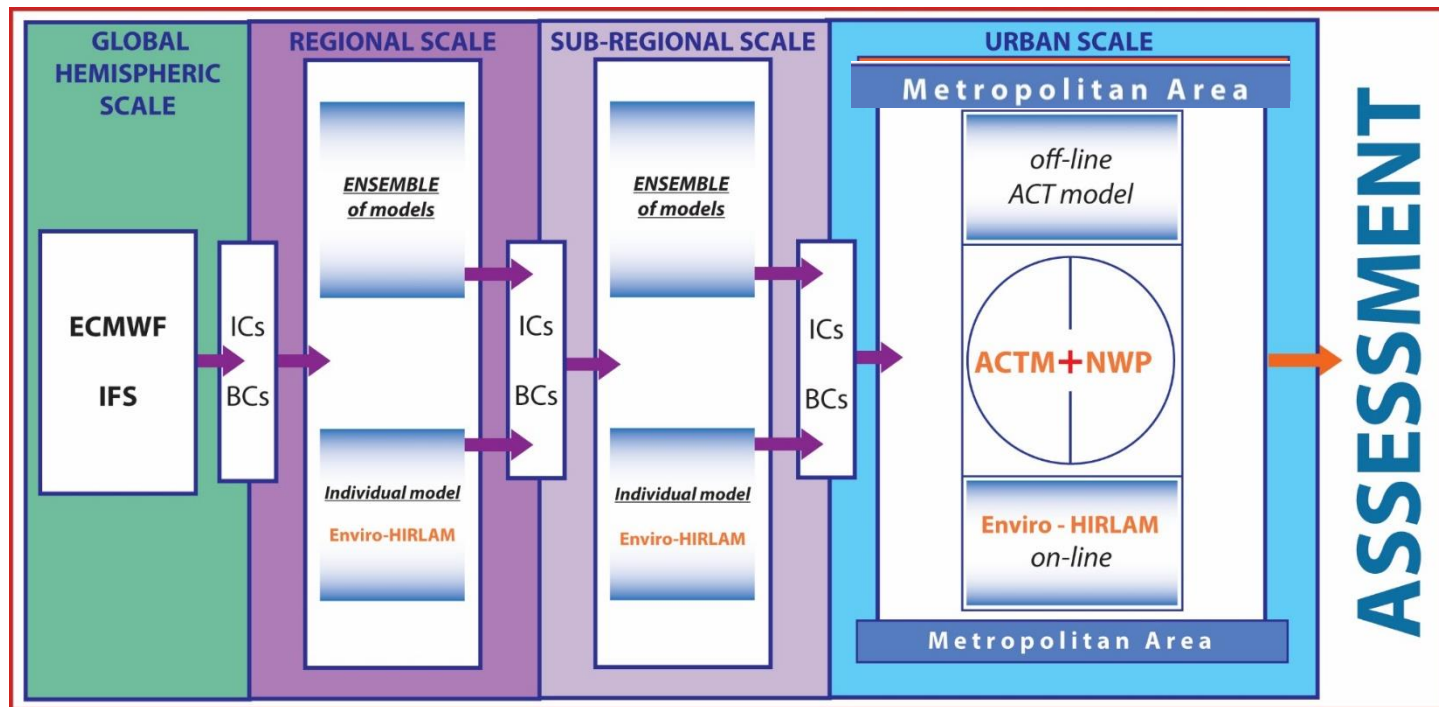 GLOBAL
HEMISPHERIC
SCALE
ECMWF
IFS
ICs
BCs
REGIONAL SCALE
ENSEMBLE
of models
Individual model
Enviro-HIRLAM
ICs
BCs
SUB-REGIONAL SCALE
ENSEMBLE
of models
Individual model
Enviro-HIRLAM
ICs
BCs
URBAN SCALE
Metropolitan Area
off-line
ACT model
ACTM+NWP
Enviro - HIRLAM
on-line
Metropolitan Area
ASSESSMENT